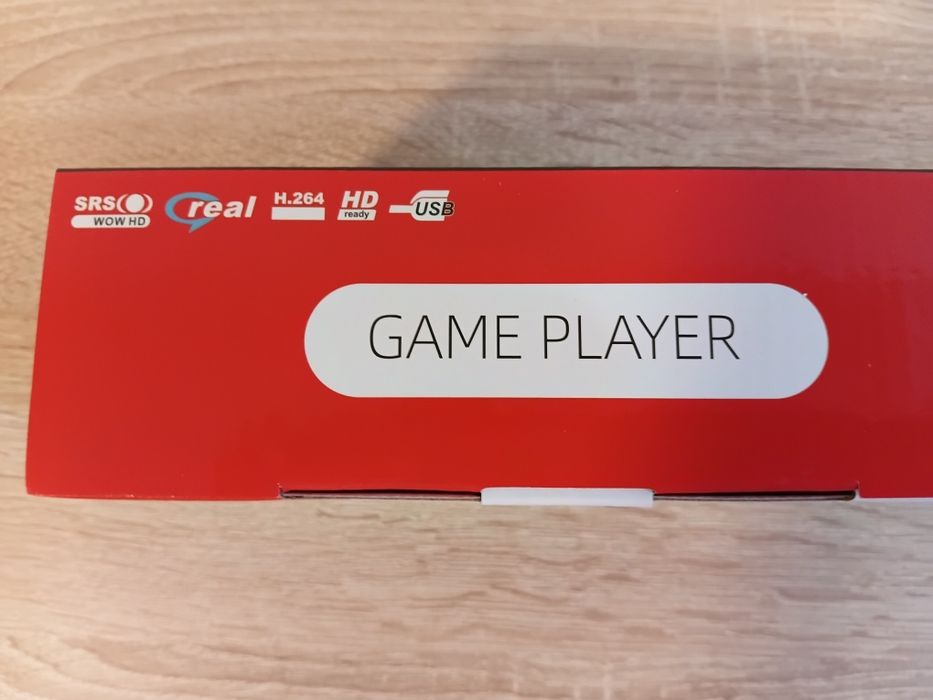 SRS
WOW HD
real
H.264
HD
ready
USB
GAME PLAYER